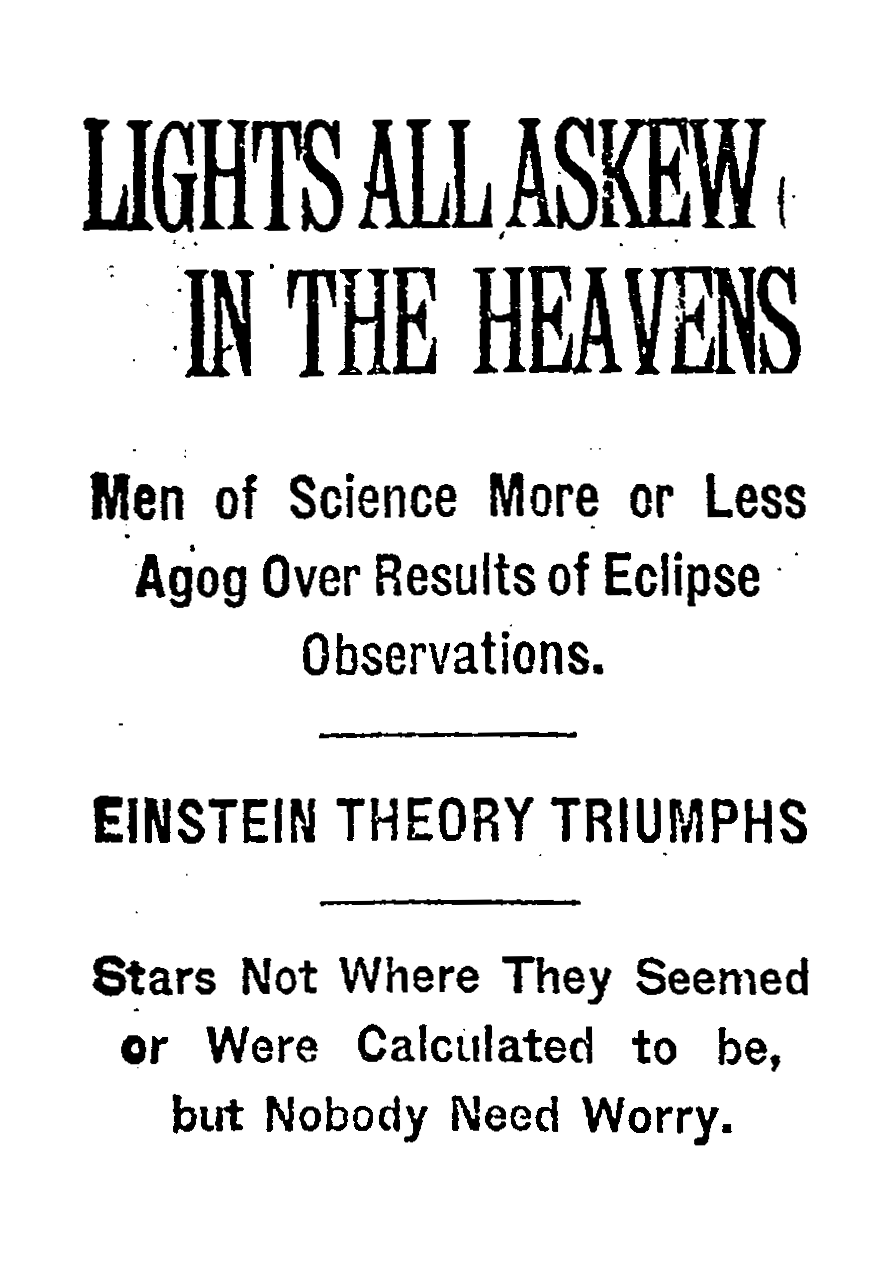 LIGHTS ALL ASKEW
IN THE HEAVENS
Men of Science More or Less
Agog Over Results of Eclipse
Observations.
EINSTEIN THEORY TRIUMPHS
Stars Not Where They Seemed
or Were Calculated to be,
but Nobody Need Worry.